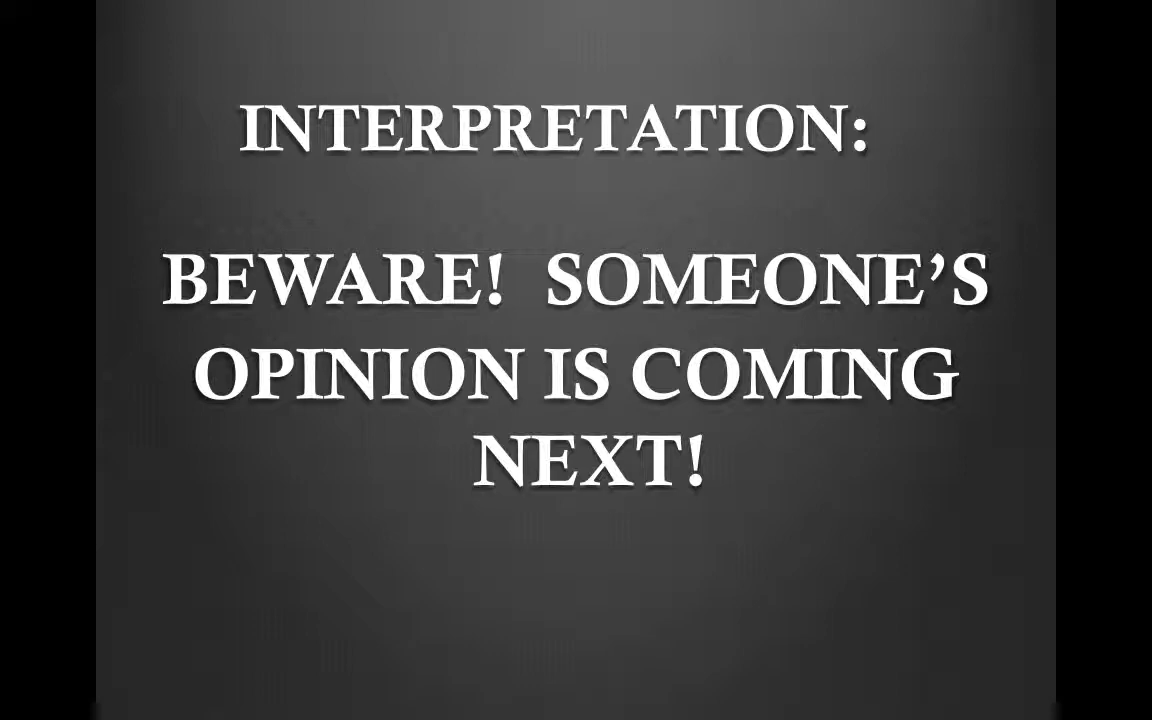 INTERPRETATION:
BEWARE!  SOMEONE’S
OPINION IS COMING
NEXT!